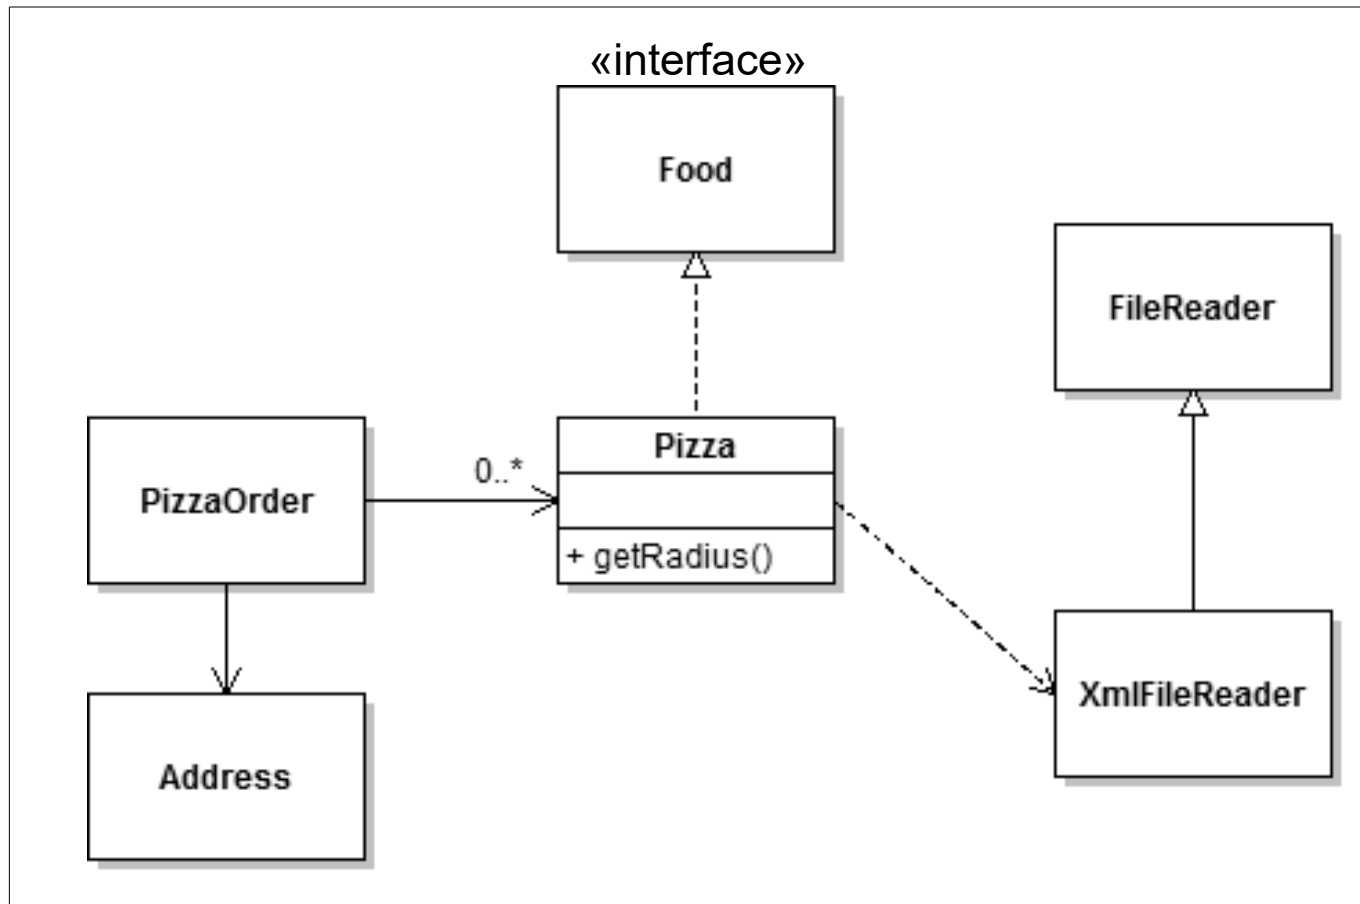 «interface»
Food
FileReader
Pizza
0..*
PizzaOrder
+ getRadius()
XmlFileReader
Address